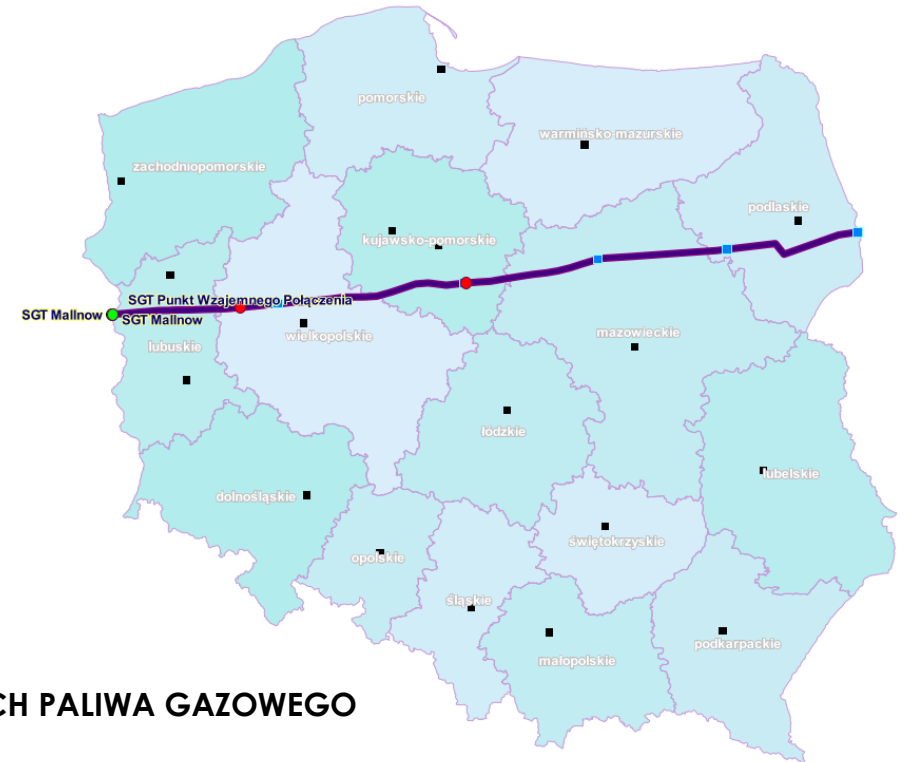 pomorskie
warmińsko-mazurskie
zachodniopomorskie
podlaskie
kujawsko-pomorskie
SGT Punkt Wzajemnego Połączenia
SGT Mallnow
SGT Mallnow
lubuskie
wielkopolskie
mazowieckie
łódzkie
lubelskie
dolnośląskie
świętokrzyskie
opolskie
śląskie
podkarpackie
małopolskie
CH PALIWA GAZOWEGO